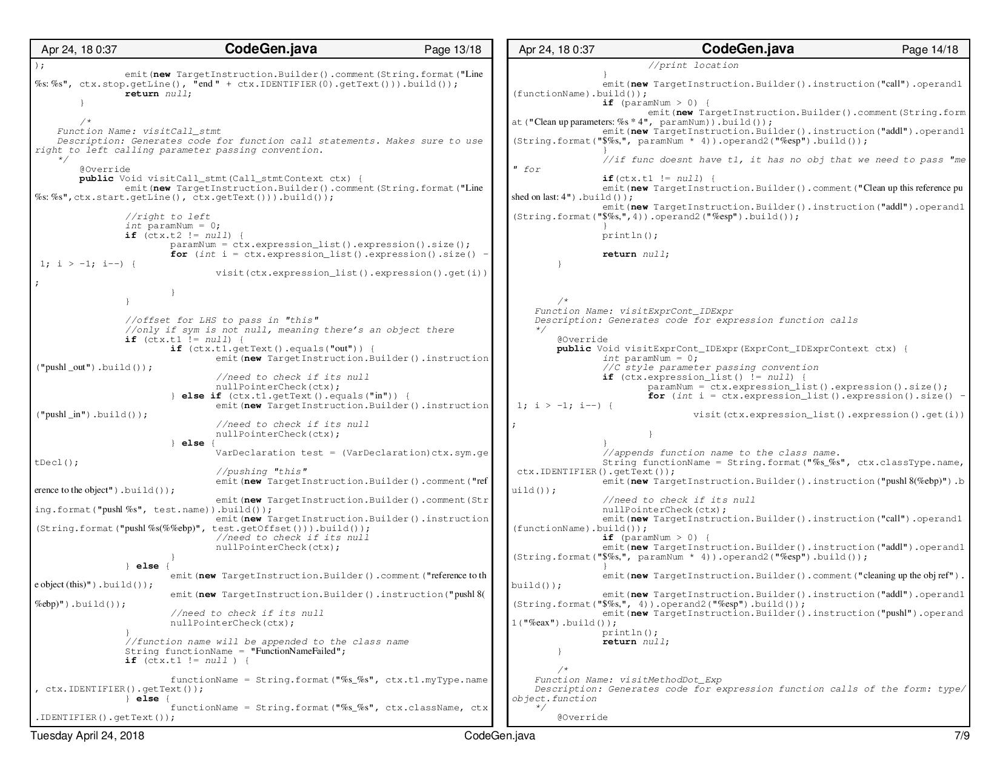 Apr 24, 18 0:37 CodeGen.java Page 13/18
);
emit(new TargetInstruction.Builder().comment(String.format("Line
%s: %s", ctx.stop.getLine(), "end " + ctx.IDENTIFIER(0).getText())).build());
return null;
}
/*
Function Name: visitCall_stmt
Description: Generates code for function call statements. Makes sure to use
right to left calling parameter passing convention.
*/
@Override
public Void visitCall_stmt(Call_stmtContext ctx) {
emit(new TargetInstruction.Builder().comment(String.format("Line
%s: %s",ctx.start.getLine(), ctx.getText())).build());
//right to left
int paramNum = 0;
if (ctx.t2 != null) {
paramNum = ctx.expression_list().expression().size();
for (int i = ctx.expression_list().expression().size() -
1; i > -1; i--) {
visit(ctx.expression_list().expression().get(i))
;
}
}
//offset for LHS to pass in "this"
//only if sym is not null, meaning there's an object there
if (ctx.t1 != null) {
if (ctx.t1.getText().equals("out")) {
emit(new TargetInstruction.Builder().instruction
("pushl _out").build());
//need to check if its null
nullPointerCheck(ctx);
} else if (ctx.t1.getText().equals("in")) {
emit(new TargetInstruction.Builder().instruction
("pushl _in").build());
//need to check if its null
nullPointerCheck(ctx);
} else {
VarDeclaration test = (VarDeclaration)ctx.sym.ge
tDecl();
//pushing "this"
emit(new TargetInstruction.Builder().comment("ref
erence to the object").build());
emit(new TargetInstruction.Builder().comment(Str
ing.format("pushl %s", test.name)).build());
emit(new TargetInstruction.Builder().instruction
(String.format("pushl %s(%%ebp)", test.getOffset())).build());
//need to check if its null
nullPointerCheck(ctx);
}
} else {
emit(new TargetInstruction.Builder().comment("reference to th
e object (this)").build());
emit(new TargetInstruction.Builder().instruction("pushl 8(
%ebp)").build());
//need to check if its null
nullPointerCheck(ctx);
}
//function name will be appended to the class name
String functionName = "FunctionNameFailed";
if (ctx.t1 != null ) {
functionName = String.format("%s_%s", ctx.t1.myType.name
, ctx.IDENTIFIER().getText());
} else {
functionName = String.format("%s_%s", ctx.className, ctx
.IDENTIFIER().getText());
Apr 24, 18 0:37 CodeGen.java Page 14/18
//print location
}
emit(new TargetInstruction.Builder().instruction("call").operand1
(functionName).build());
if (paramNum > 0) {
emit(new TargetInstruction.Builder().comment(String.form
at("Clean up parameters: %s * 4", paramNum)).build());
emit(new TargetInstruction.Builder().instruction("addl").operand1
(String.format("$%s,", paramNum * 4)).operand2("%esp").build());
}
//if func doesnt have t1, it has no obj that we need to pass "me
" for
if(ctx.t1 != null) {
emit(new TargetInstruction.Builder().comment("Clean up this reference pu
shed on last: 4").build());
emit(new TargetInstruction.Builder().instruction("addl").operand1
(String.format("$%s,",4)).operand2("%esp").build());
}
println();
return null;
}
/*
Function Name: visitExprCont_IDExpr
Description: Generates code for expression function calls
*/
@Override
public Void visitExprCont_IDExpr(ExprCont_IDExprContext ctx) {
int paramNum = 0;
//C style parameter passing convention
if (ctx.expression_list() != null) {
paramNum = ctx.expression_list().expression().size();
for (int i = ctx.expression_list().expression().size() -
1; i > -1; i--) {
visit(ctx.expression_list().expression().get(i))
;
}
}
//appends function name to the class name.
String functionName = String.format("%s_%s", ctx.classType.name,
ctx.IDENTIFIER().getText());
emit(new TargetInstruction.Builder().instruction("pushl 8(%ebp)").b
uild());
//need to check if its null
nullPointerCheck(ctx);
emit(new TargetInstruction.Builder().instruction("call").operand1
(functionName).build());
if (paramNum > 0) {
emit(new TargetInstruction.Builder().instruction("addl").operand1
(String.format("$%s,", paramNum * 4)).operand2("%esp").build());
}
emit(new TargetInstruction.Builder().comment("cleaning up the obj ref").
build());
emit(new TargetInstruction.Builder().instruction("addl").operand1
(String.format("$%s,", 4)).operand2("%esp").build());
emit(new TargetInstruction.Builder().instruction("pushl").operand
1("%eax").build());
println();
return null;
}
/*
Function Name: visitMethodDot_Exp
Description: Generates code for expression function calls of the form: type/
object.function
*/
@Override
Tuesday April 24, 2018 CodeGen.java 7/9